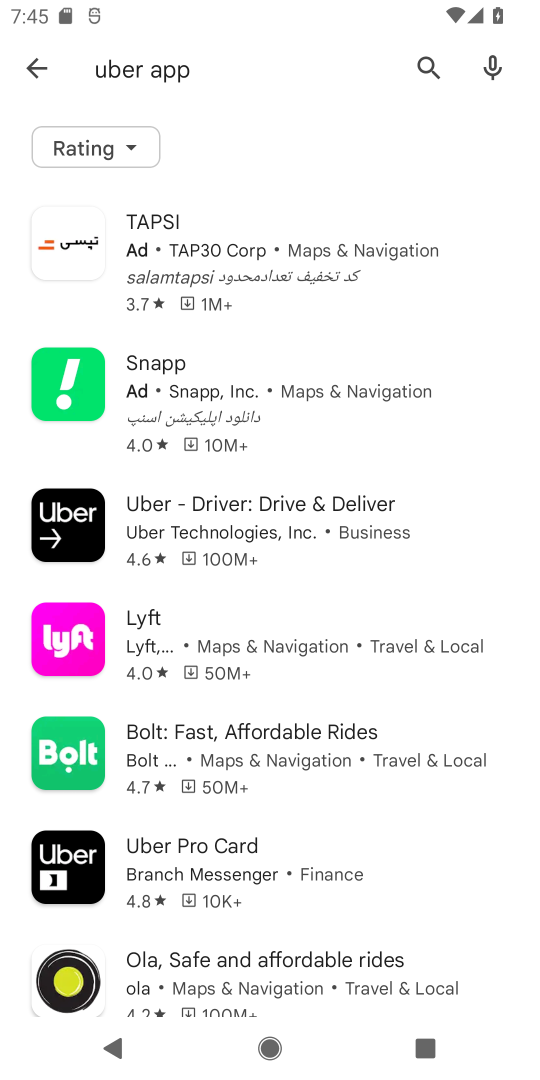 7:45
uber app
Rating
تپسی
TAPSI
Ad • TAP30 Corp • Maps & Navigation
کد تخفیف تعدادمحدود salamtapsi
3.7★ 1M+
Snapp
Ad • Snapp, Inc. • Maps & Navigation
دانلود اپلیکیشن اسنپ
4.0★ 10M+
Uber
Uber - Driver: Drive & Deliver
Uber Technologies, Inc. • Business
4.6★ 100M+
lyft
Lyft
Lyft,... • Maps & Navigation • Travel & Local
4.0★ 50M+
Bolt
Bolt: Fast, Affordable Rides
Bolt ... • Maps & Navigation • Travel & Local
4.7★ 50M+
Uber
Uber Pro Card
Branch Messenger • Finance
4.8★ 10K+
Ola, Safe and affordable rides
ola • Maps & Navigation • Travel & Local
4.2★ 100M+